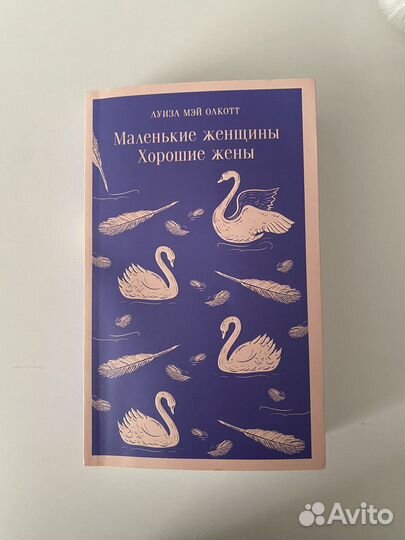 ЛУИЗА МЭЙ ОЛКОТТ
Маленькие женщины
Хорошие жены
Avito